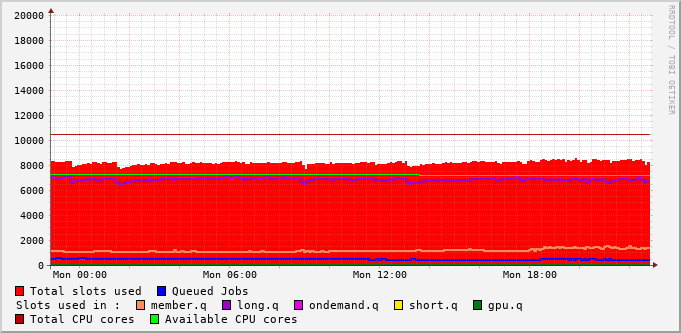 20000
18000
16000
14000
12000
10000
8000
6000
4000
2000
0
Mon 00:00 Mon 06:00 Mon 12:00 Mon 18:00
RRDTOOL / TOBI OETIKER
Total slots used Queued Jobs
Slots used in : member.q long.q ondemand.q short.q gpu.q
Total CPU cores Available CPU cores